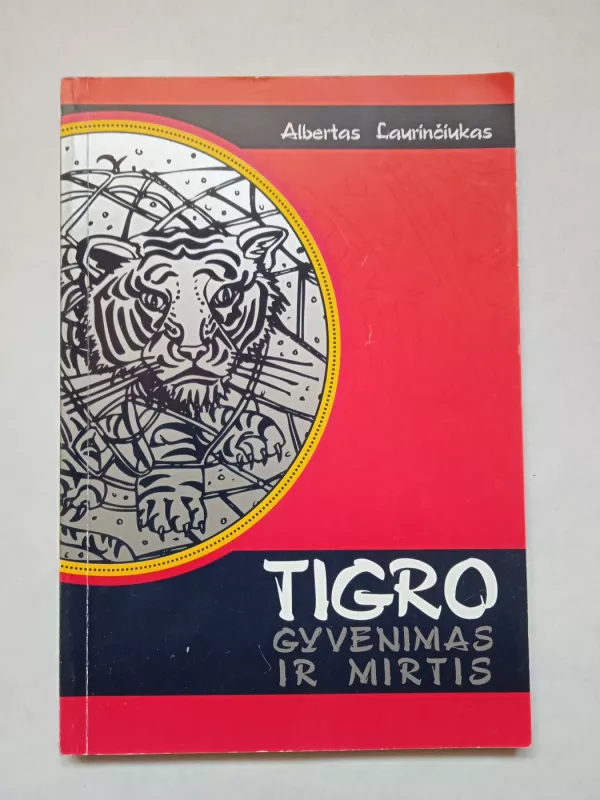 Albertas Laurinčiukas
TIGRO
GYVENIMAS
IR MIRTIS